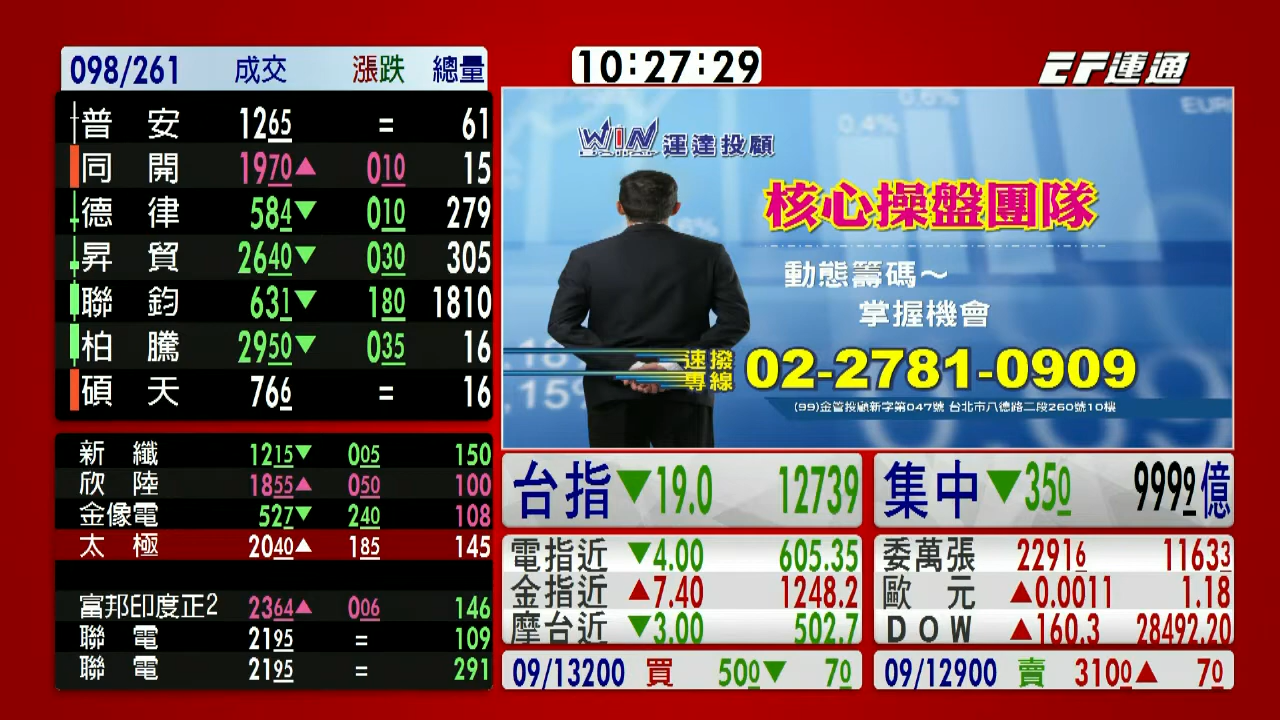 098/261 成交 漲跌 總量
10:27:29
EF運通
普安 1265 = 61
同開 1970▲ 010 15
德律 584▼ 010 279
昇貿 2640▼ 030 305
聯鈞 631▼ 180 1810
柏騰 2950▼ 035 16
碩天 766 = 16
新纖 1215▼ 005 150
欣陸 1855▲ 050 100
金像電 527▼ 240 108
太極 2040▲ 185 145
富邦印度正2 2364▲ 006 146
聯電 2195 = 109
聯電 2195 = 291
0.6%
EUR
0.4%
WIN 運達投顧
核心操盤團隊
動態籌碼～
掌握機會
速撥專線 02-2781-0909
(99)金管投顧新字第047號 台北市八德路二段260號10樓
台指▼19.0 12739
集中▼350 9999億
電指近 ▼4.00 605.35
金指近 ▲7.40 1248.2
摩台近 ▼3.00 502.7
委萬張 22916 11633
歐元 ▲0.0011 1.18
DOW ▲160.3 28492.20
09/13200 買 500▼ 70
09/12900 賣 3100▲ 70